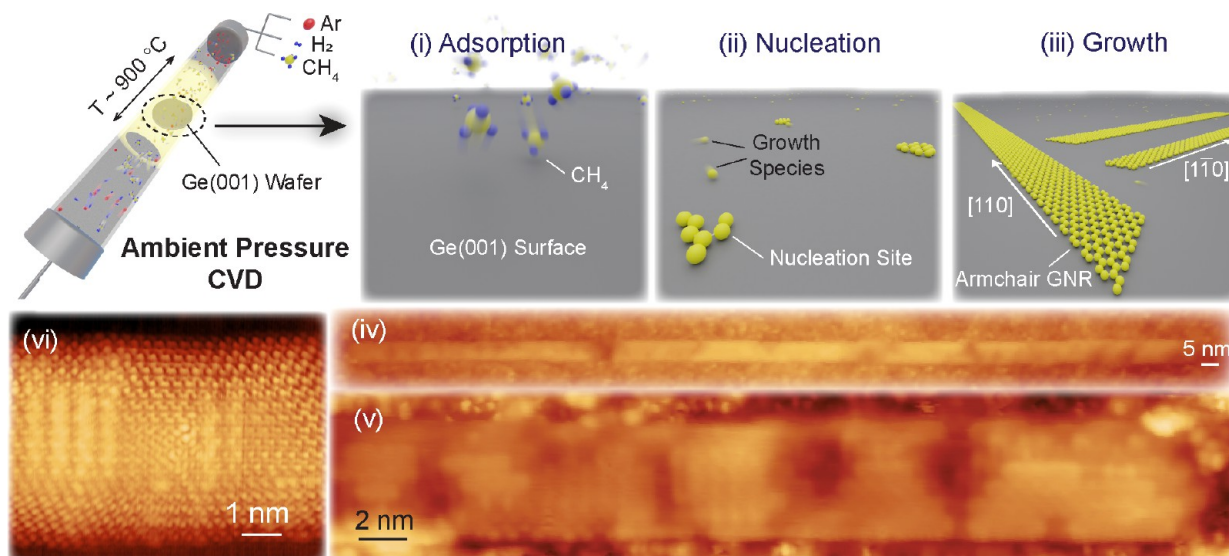 Ar
H₂
CH₄
T ~ 900 °C
Ge(001) Wafer
Ambient Pressure
CVD
(i) Adsorption
CH₄
Ge(001) Surface
(ii) Nucleation
Growth
Species
Nucleation Site
(iii) Growth
[11̄0]
[110]
Armchair GNR
(vi)
1 nm
(iv)
5 nm
(v)
2 nm